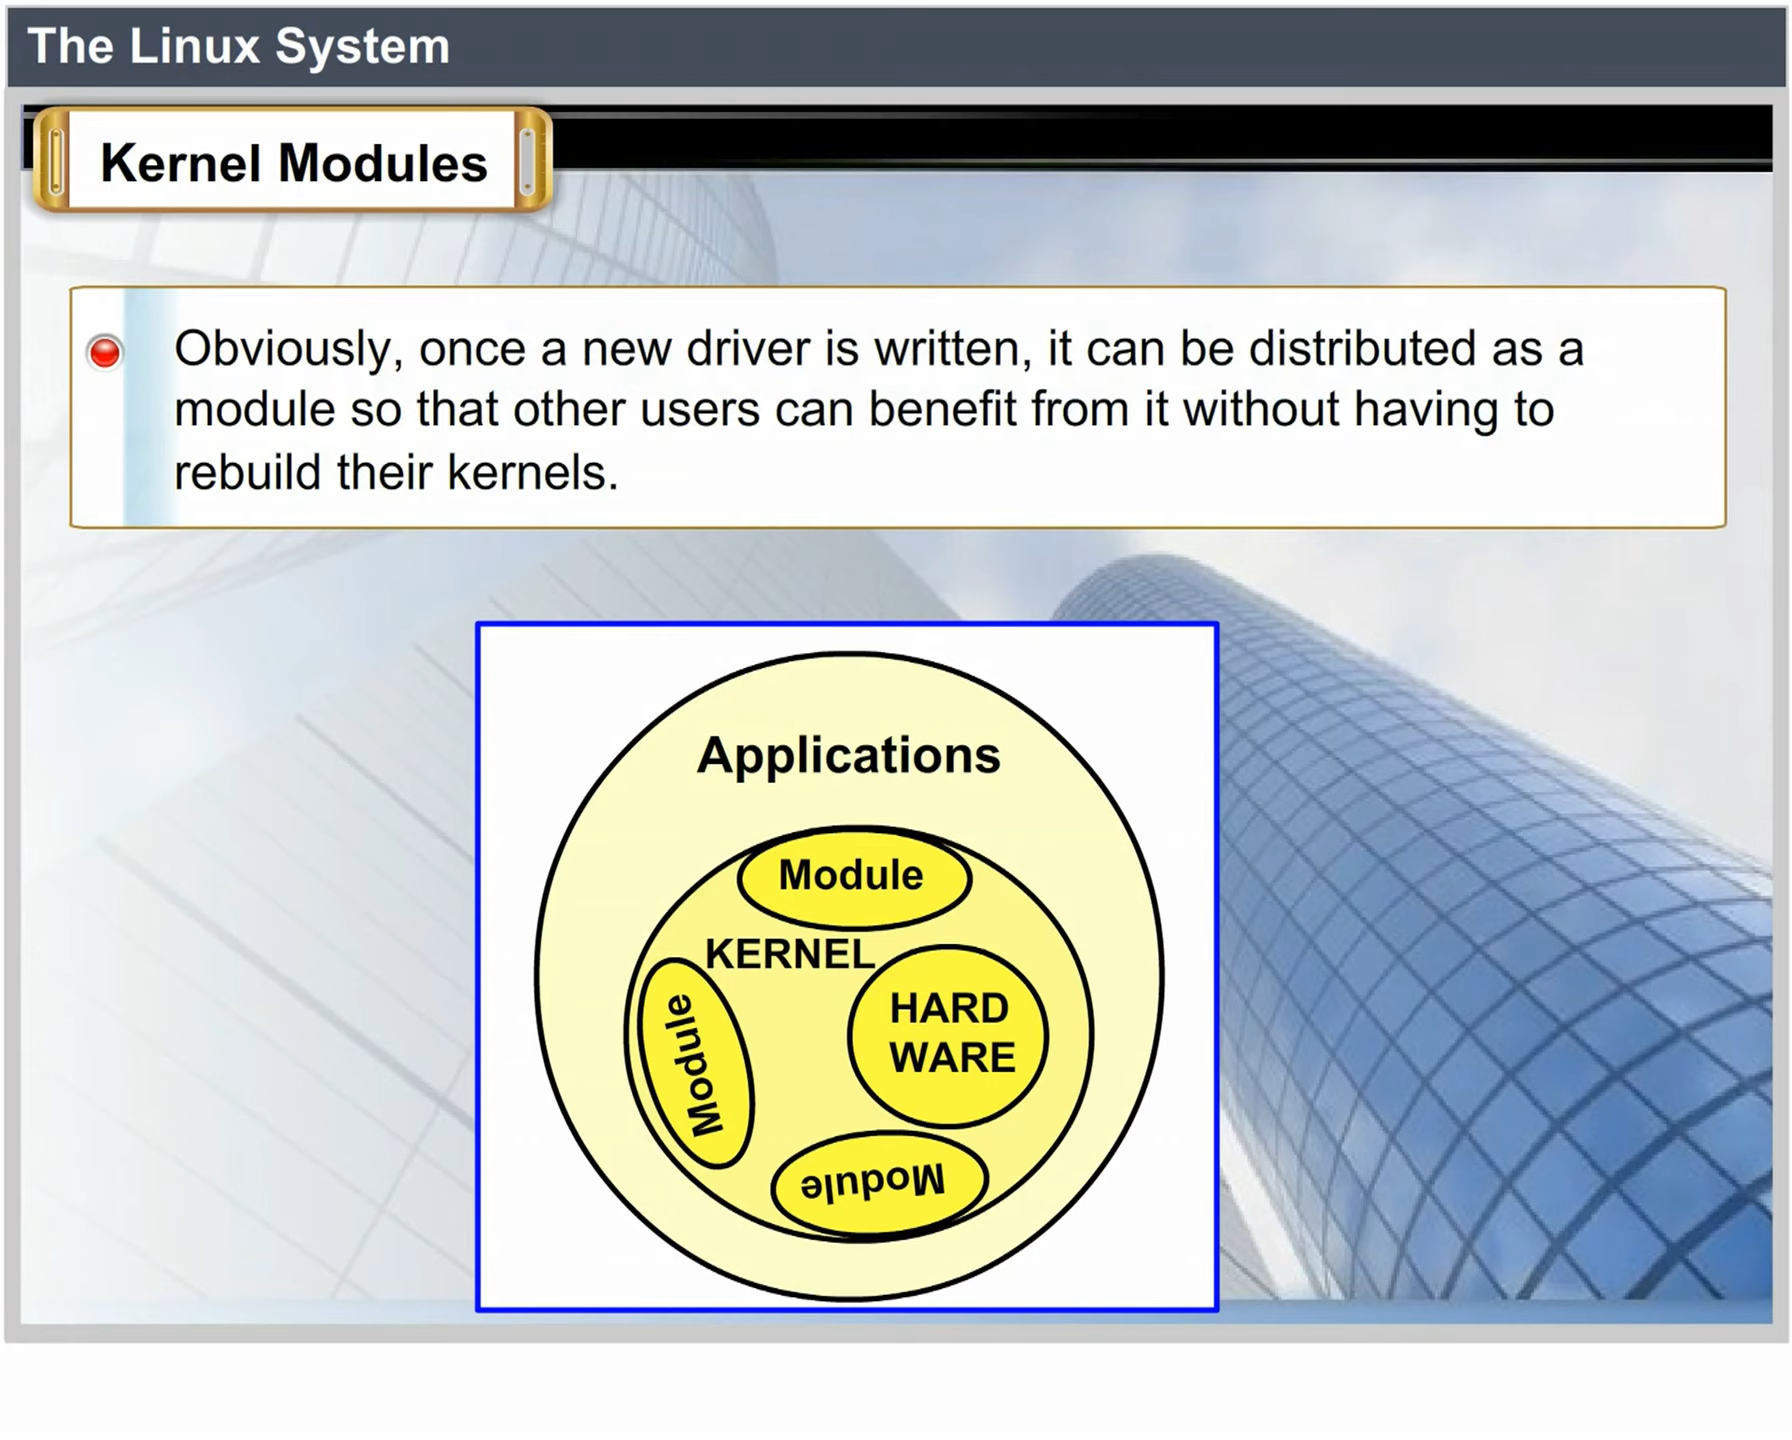 The Linux System
Kernel Modules
Obviously, once a new driver is written, it can be distributed as a
module so that other users can benefit from it without having to
rebuild their kernels.
Applications
Module
KERNEL
HARD
WARE
Module
Module